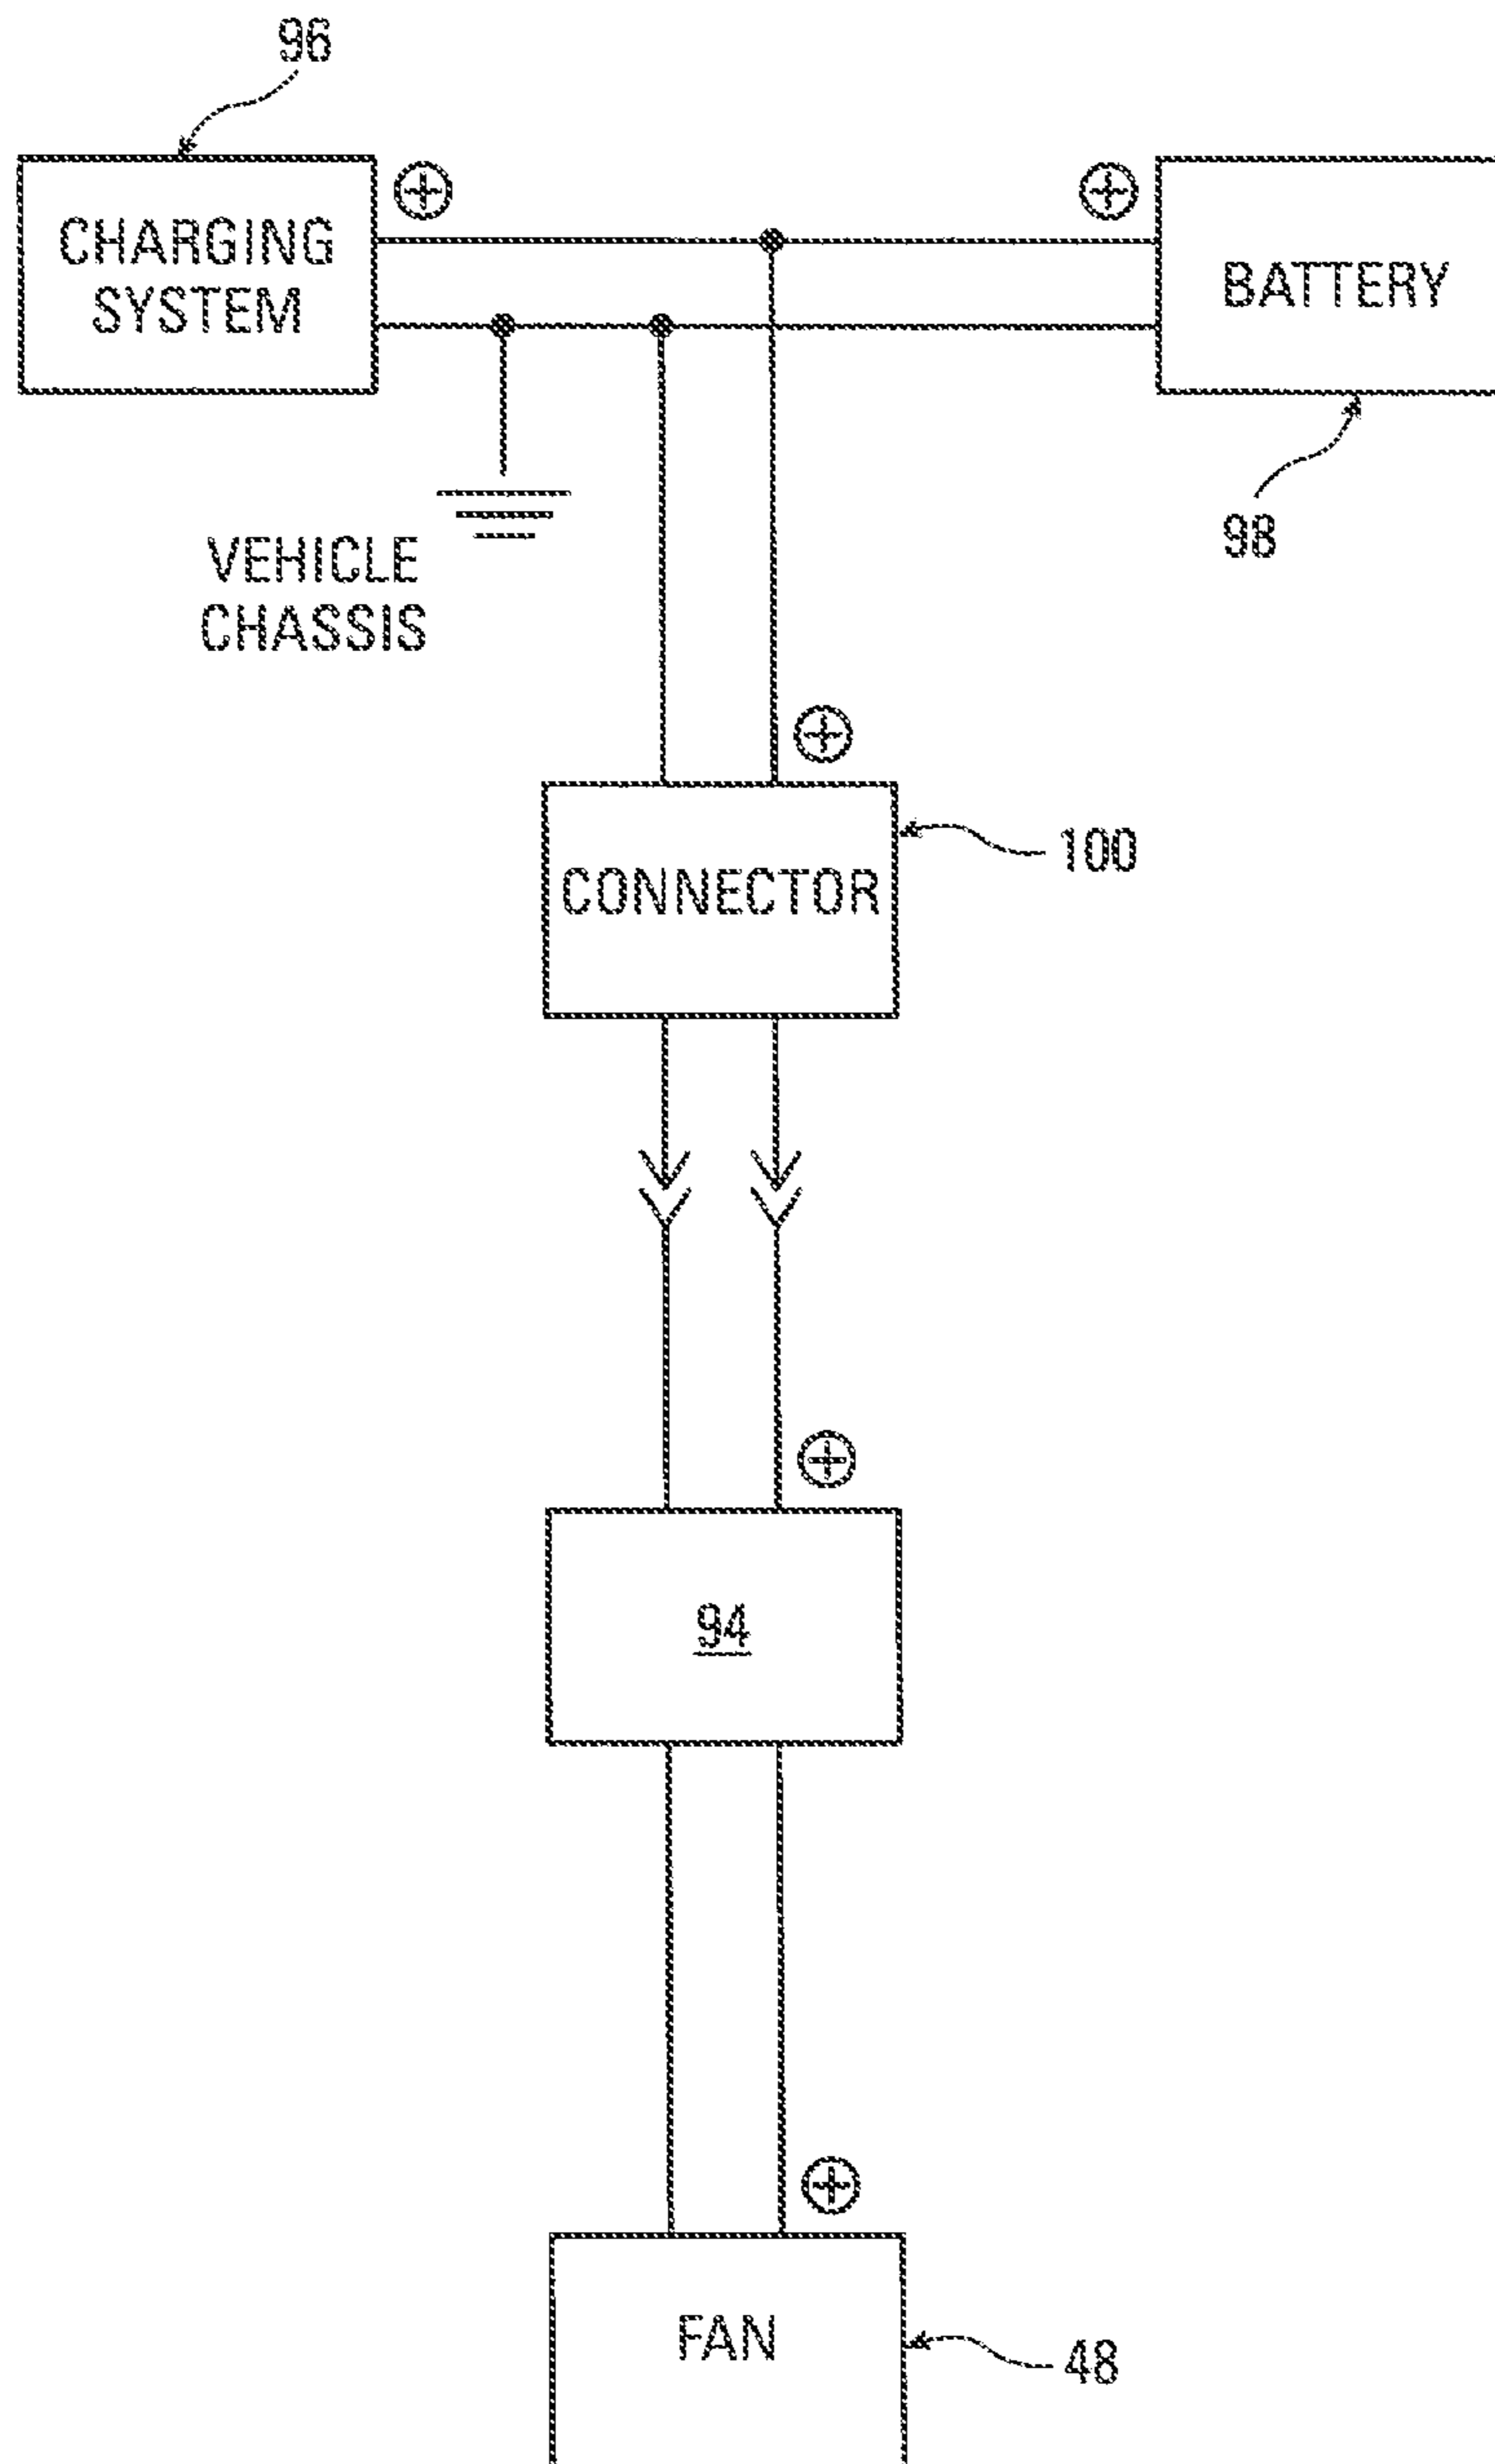 96
CHARGING
SYSTEM
BATTERY
98
VEHICLE
CHASSIS
CONNECTOR
100
94
FAN
48